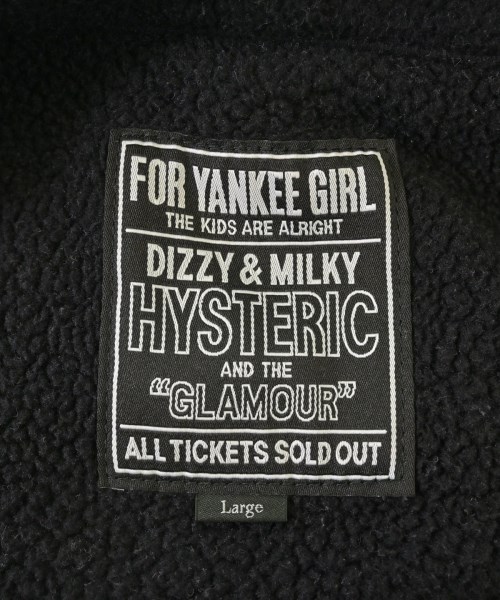 FOR YANKEE GIRL
THE KIDS ARE ALRIGHT
DIZZY & MILKY
HYSTERIC
AND THE
"GLAMOUR"
ALL TICKETS SOLD OUT
Large